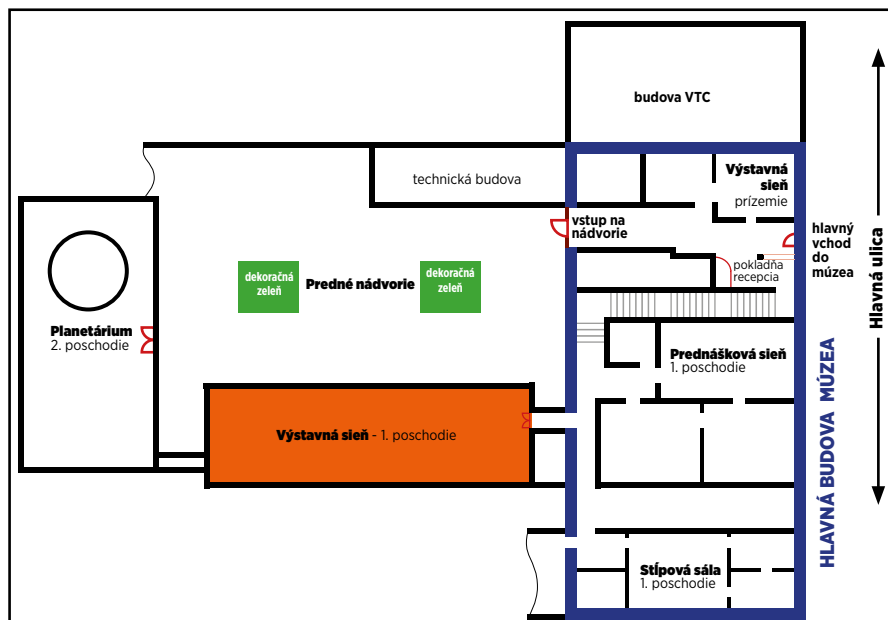 budova VTC
technická budova
Výstavná
sieň
prízemie
vstup na
nádvorie
hlavný
vchod
do
múzea
pokladňa
recepcia
Hlavná ulica
dekoračná
zeleň
Predné nádvorie
dekoračná
zeleň
Planetárium
2. poschodie
Prednášková sieň
1. poschodie
HLAVNÁ BUDOVA MÚZEA
Výstavná sieň - 1. poschodie
Stĺpová sála
1. poschodie